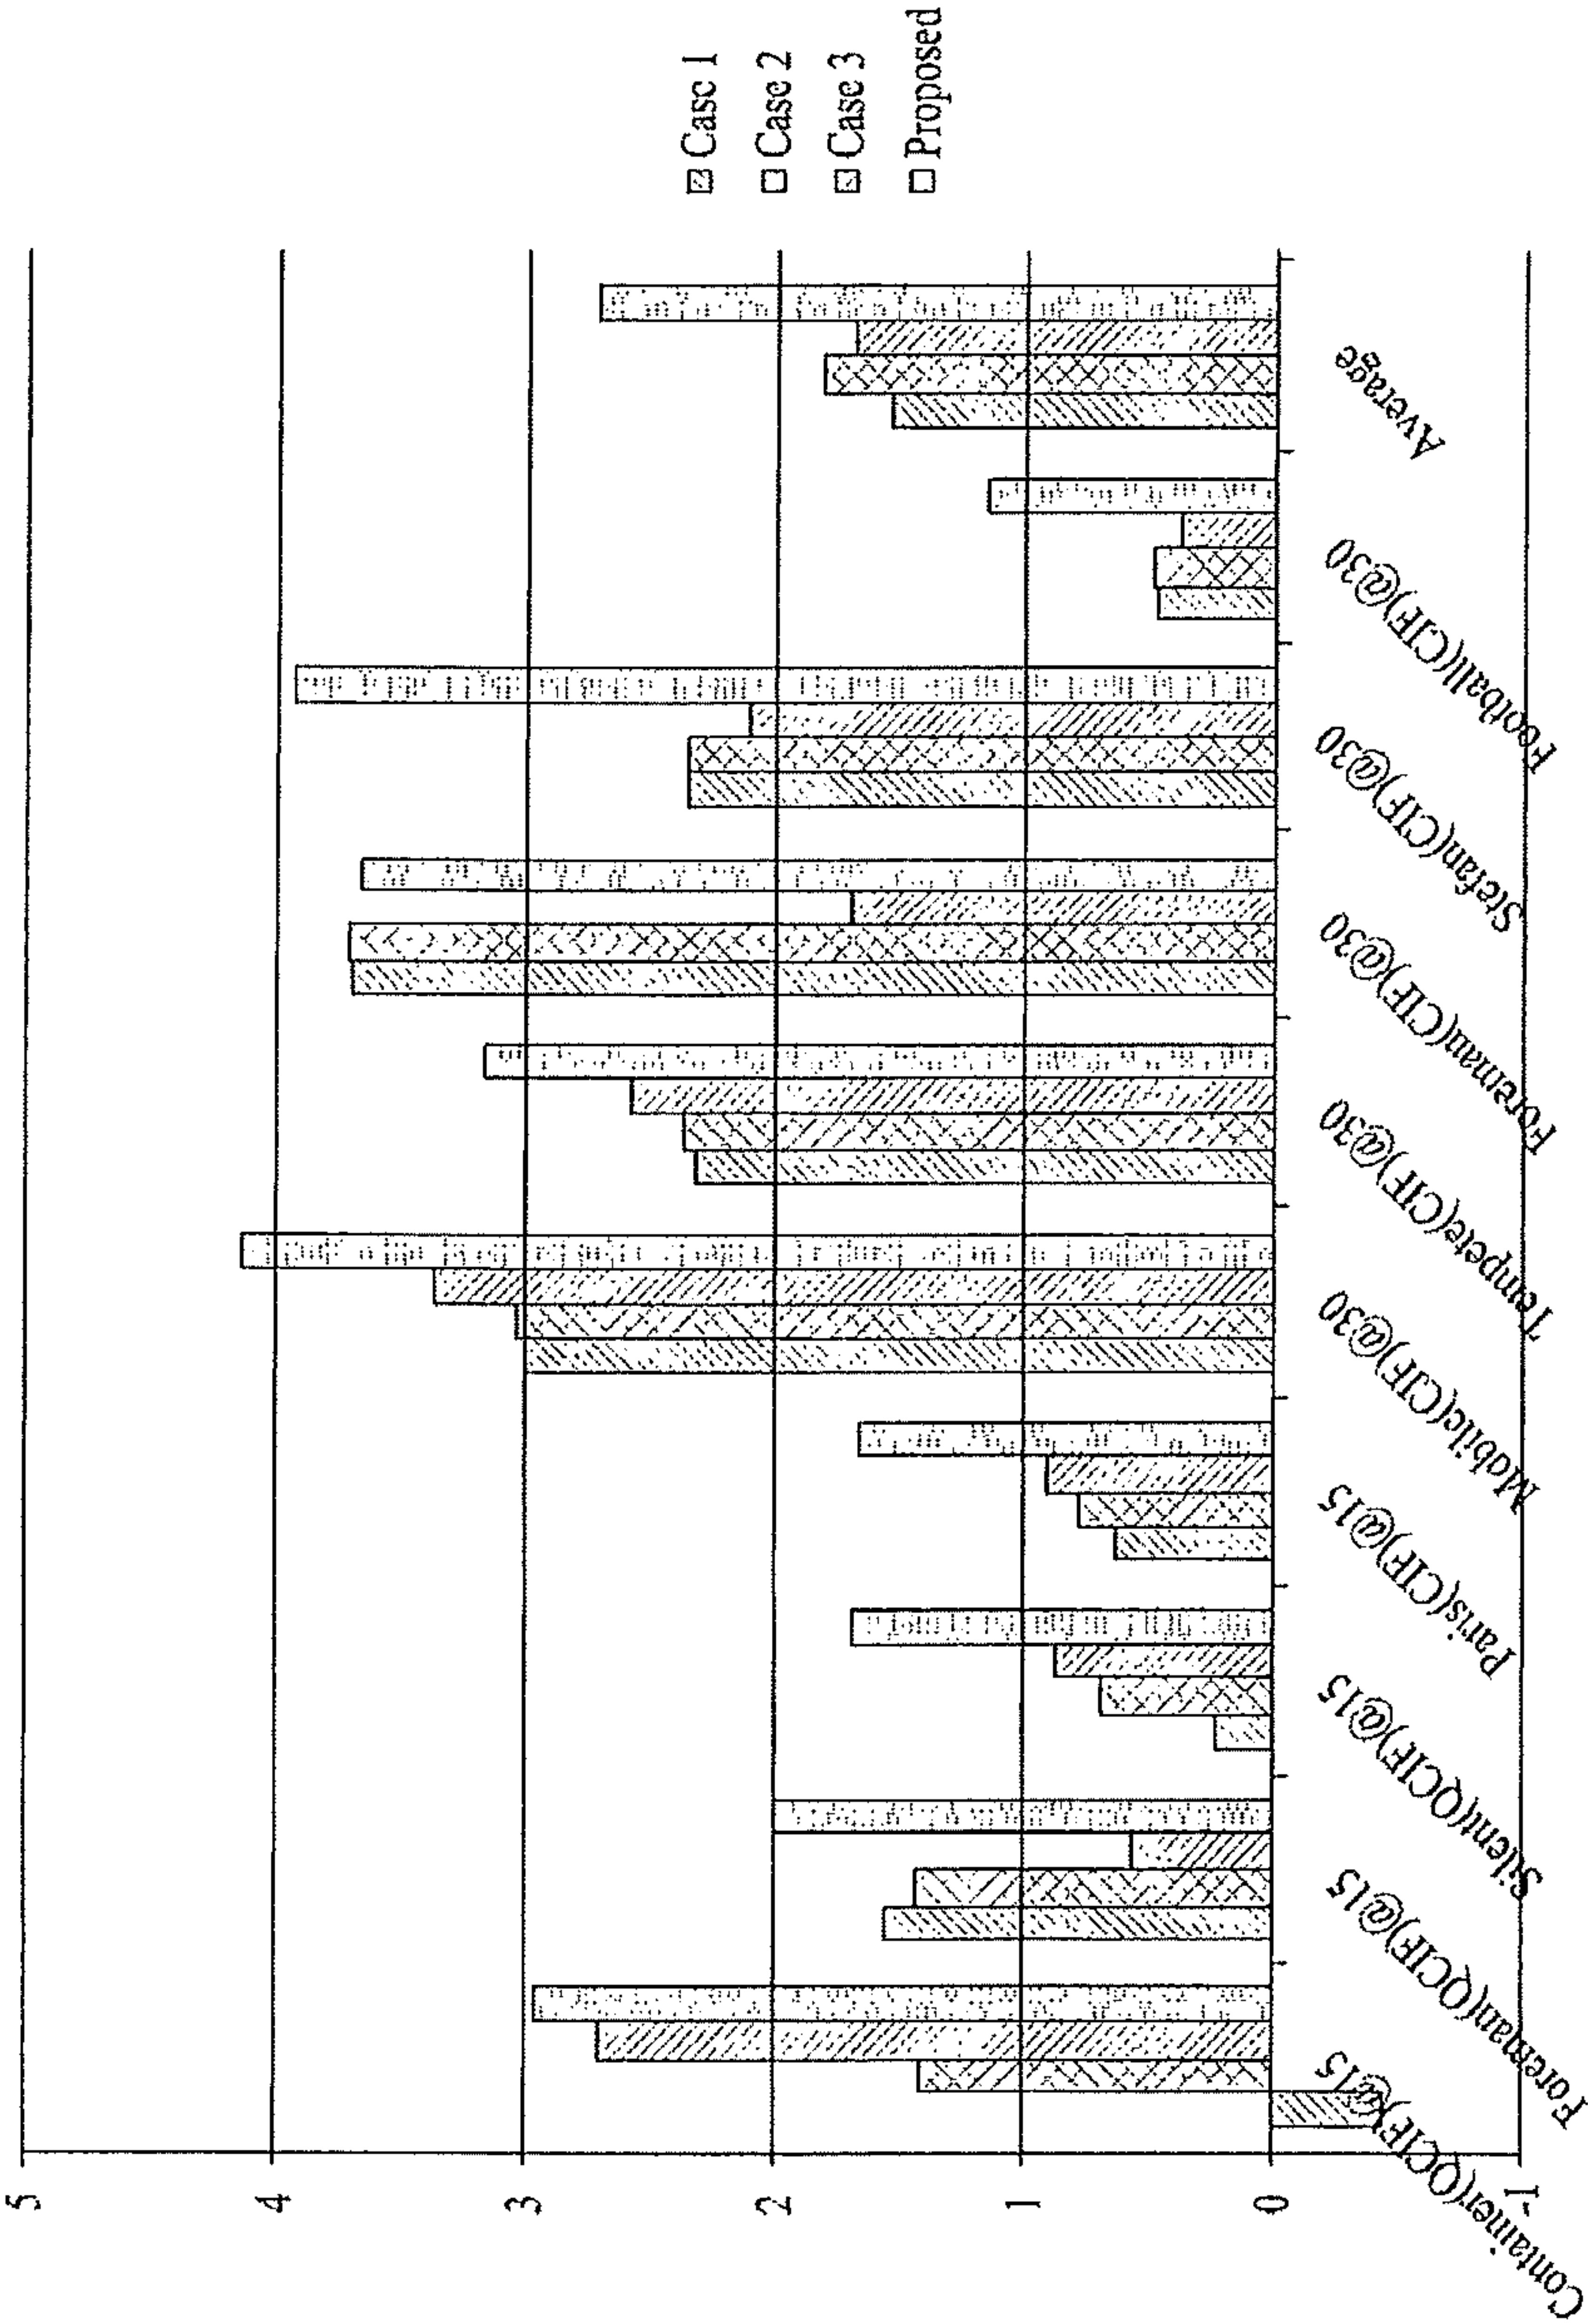 5
4
3
2
1
0
-1
Container(QCIF)@15
Foreman(QCIF)@15
Silent(QCIF)@15
Paris(CIF)@15
Mobile(CIF)@30
Tempete(CIF)@30
Foreman(CIF)@30
Stefan(CIF)@30
Football(CIF)@30
Average
Case 1
Case 2
Case 3
Proposed